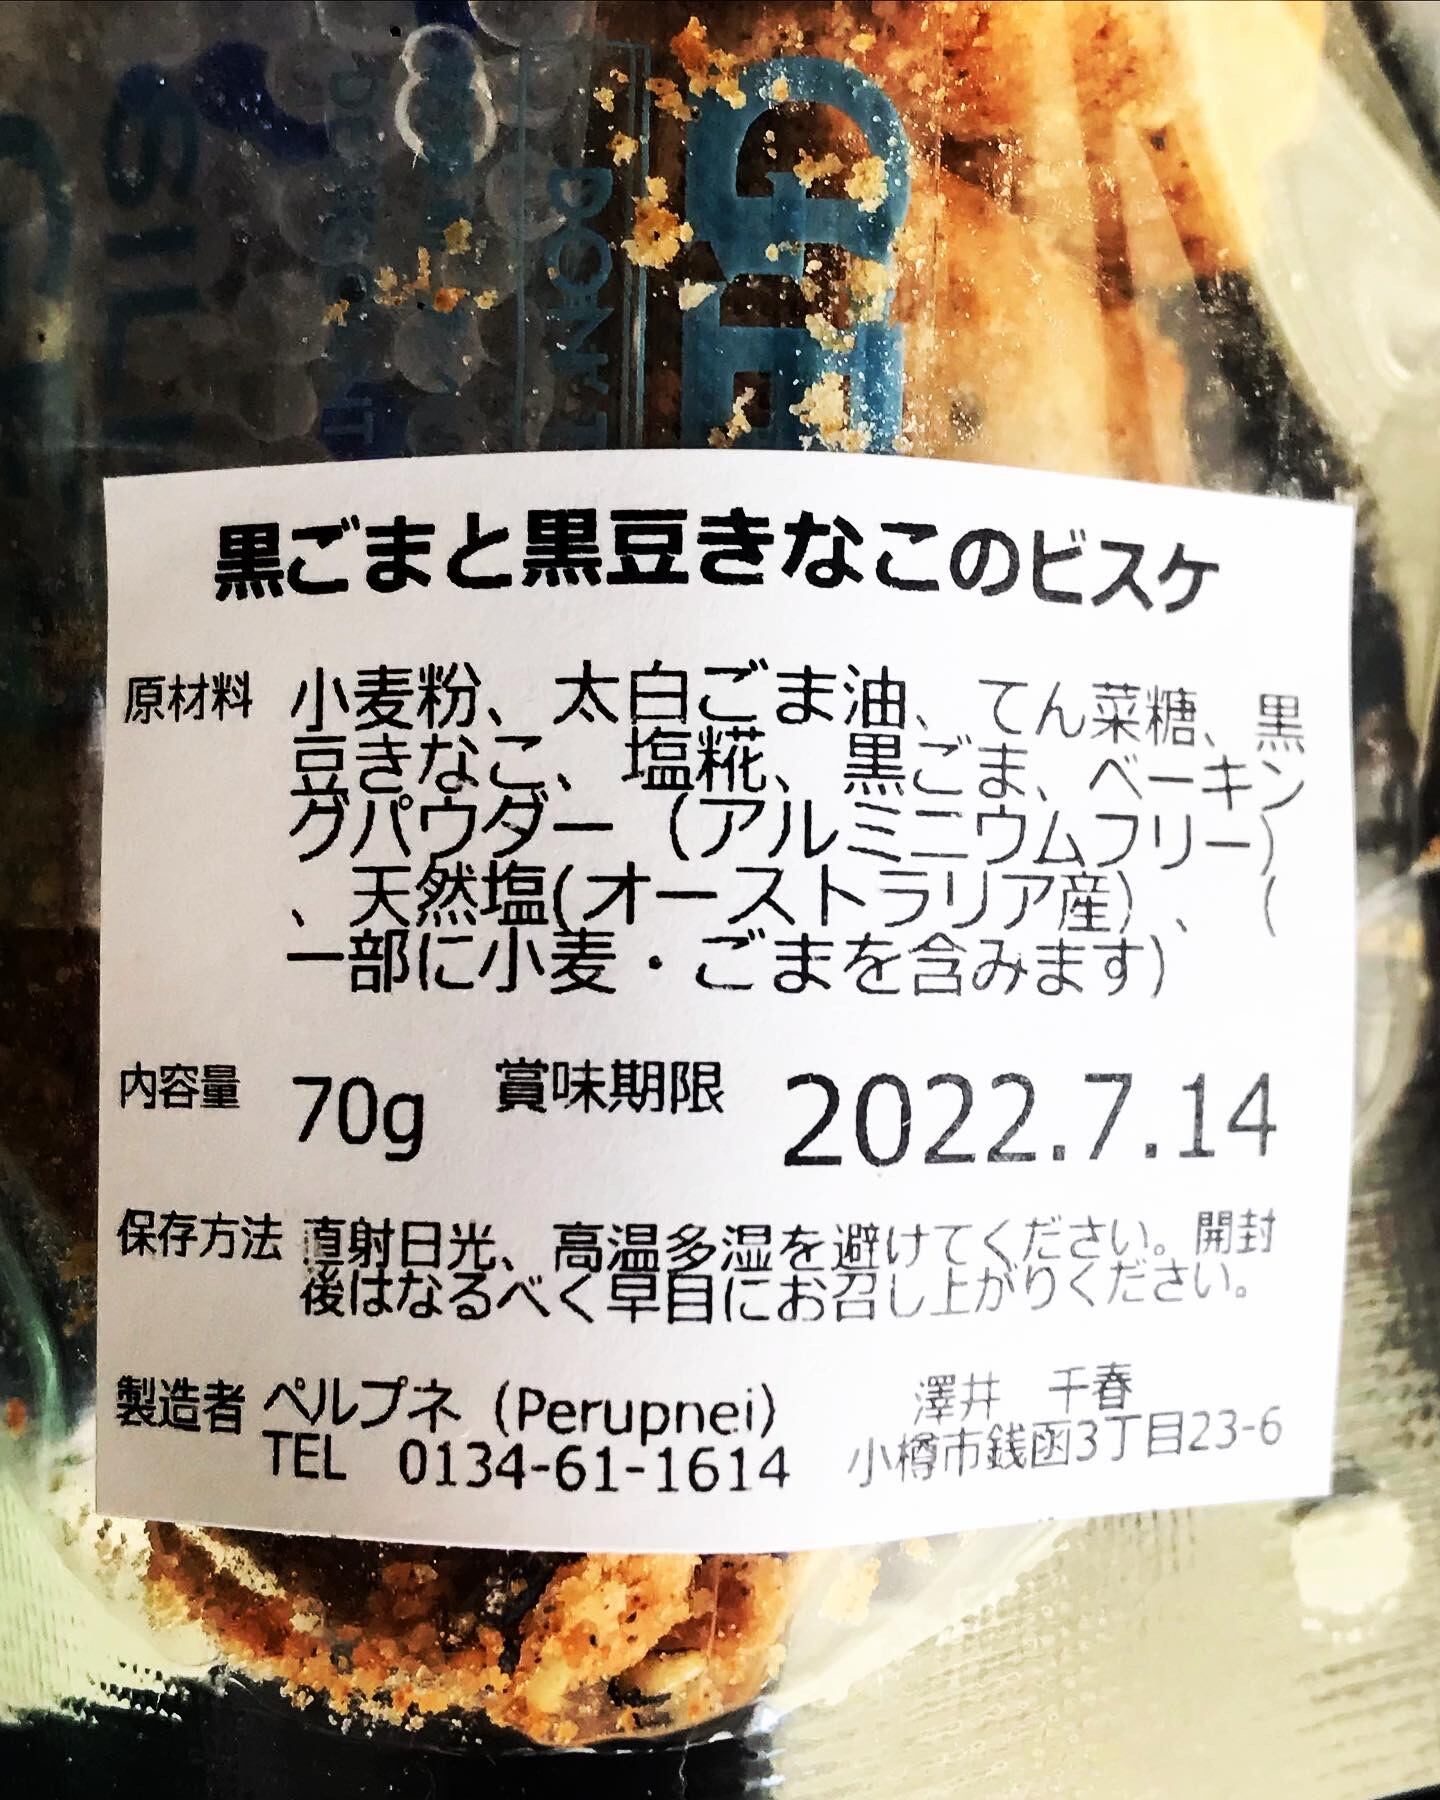 黒ごまと黒豆きなこのビスケ
原材料 小麦粉、太白ごま油、てん菜糖、黒
豆きなこ、塩糀、黒ごま、ベーキン
グパウダー（アルミニウムフリー）
、天然塩(オーストラリア産）、（
一部に小麦・ごまを含みます)
内容量 70g 賞味期限 2022.7.14
保存方法 直射日光、高温多湿を避けてください。開封
後はなるべく早目にお召し上がりください。
製造者 ペルプネ（Perupnei） 澤井 千春
TEL 0134-61-1614 小樽市銭函3丁目23-6